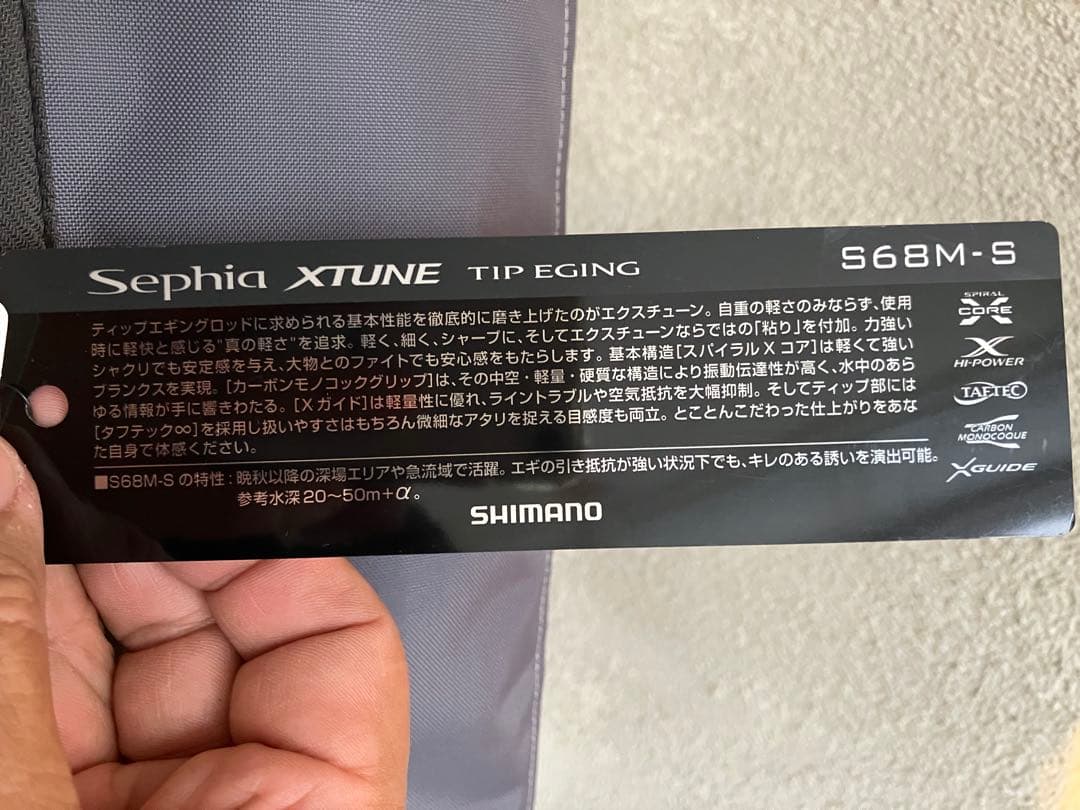 Sephia XTUNE TIP EGING S68M-S
ティップエギングロッドに求められる基本性能を徹底的に磨き上げたのがエクスチューン。自重の軽さのみならず、使用
時に軽快と感じる"真の軽さ"を追求。軽く、細く、シャープに、そしてエクスチューンならではの「粘り」を付加。力強い
シャクリでも安定感を与え、大物とのファイトでも安心感をもたらします。基本構造[スパイラルXコア]は軽くて強い
ブランクスを実現。[カーボンモノコックグリップ]は、その中空・軽量・硬質な構造により振動伝達性が高く、水中のあら
ゆる情報が手に響きわたる。[Xガイド]は軽量性に優れ、ライントラブルや空気抵抗を大幅抑制。そしてティップ部には
[タフテック∞]を採用し扱いやすさはもちろん微細なアタリを捉える目感度も両立。とことんこだわった仕上がりをあな
た自身で体感ください。
■S68M-Sの特性：晩秋以降の深場エリアや急流域で活躍。エギの引き抵抗が強い状況下でも、キレのある誘いを演出可能。
参考水深20〜50m+α。
SHIMANO
SPIRAL
X
CORE
X
HI-POWER
TAFTEC
CARBON
MONOCOQUE
XGUIDE